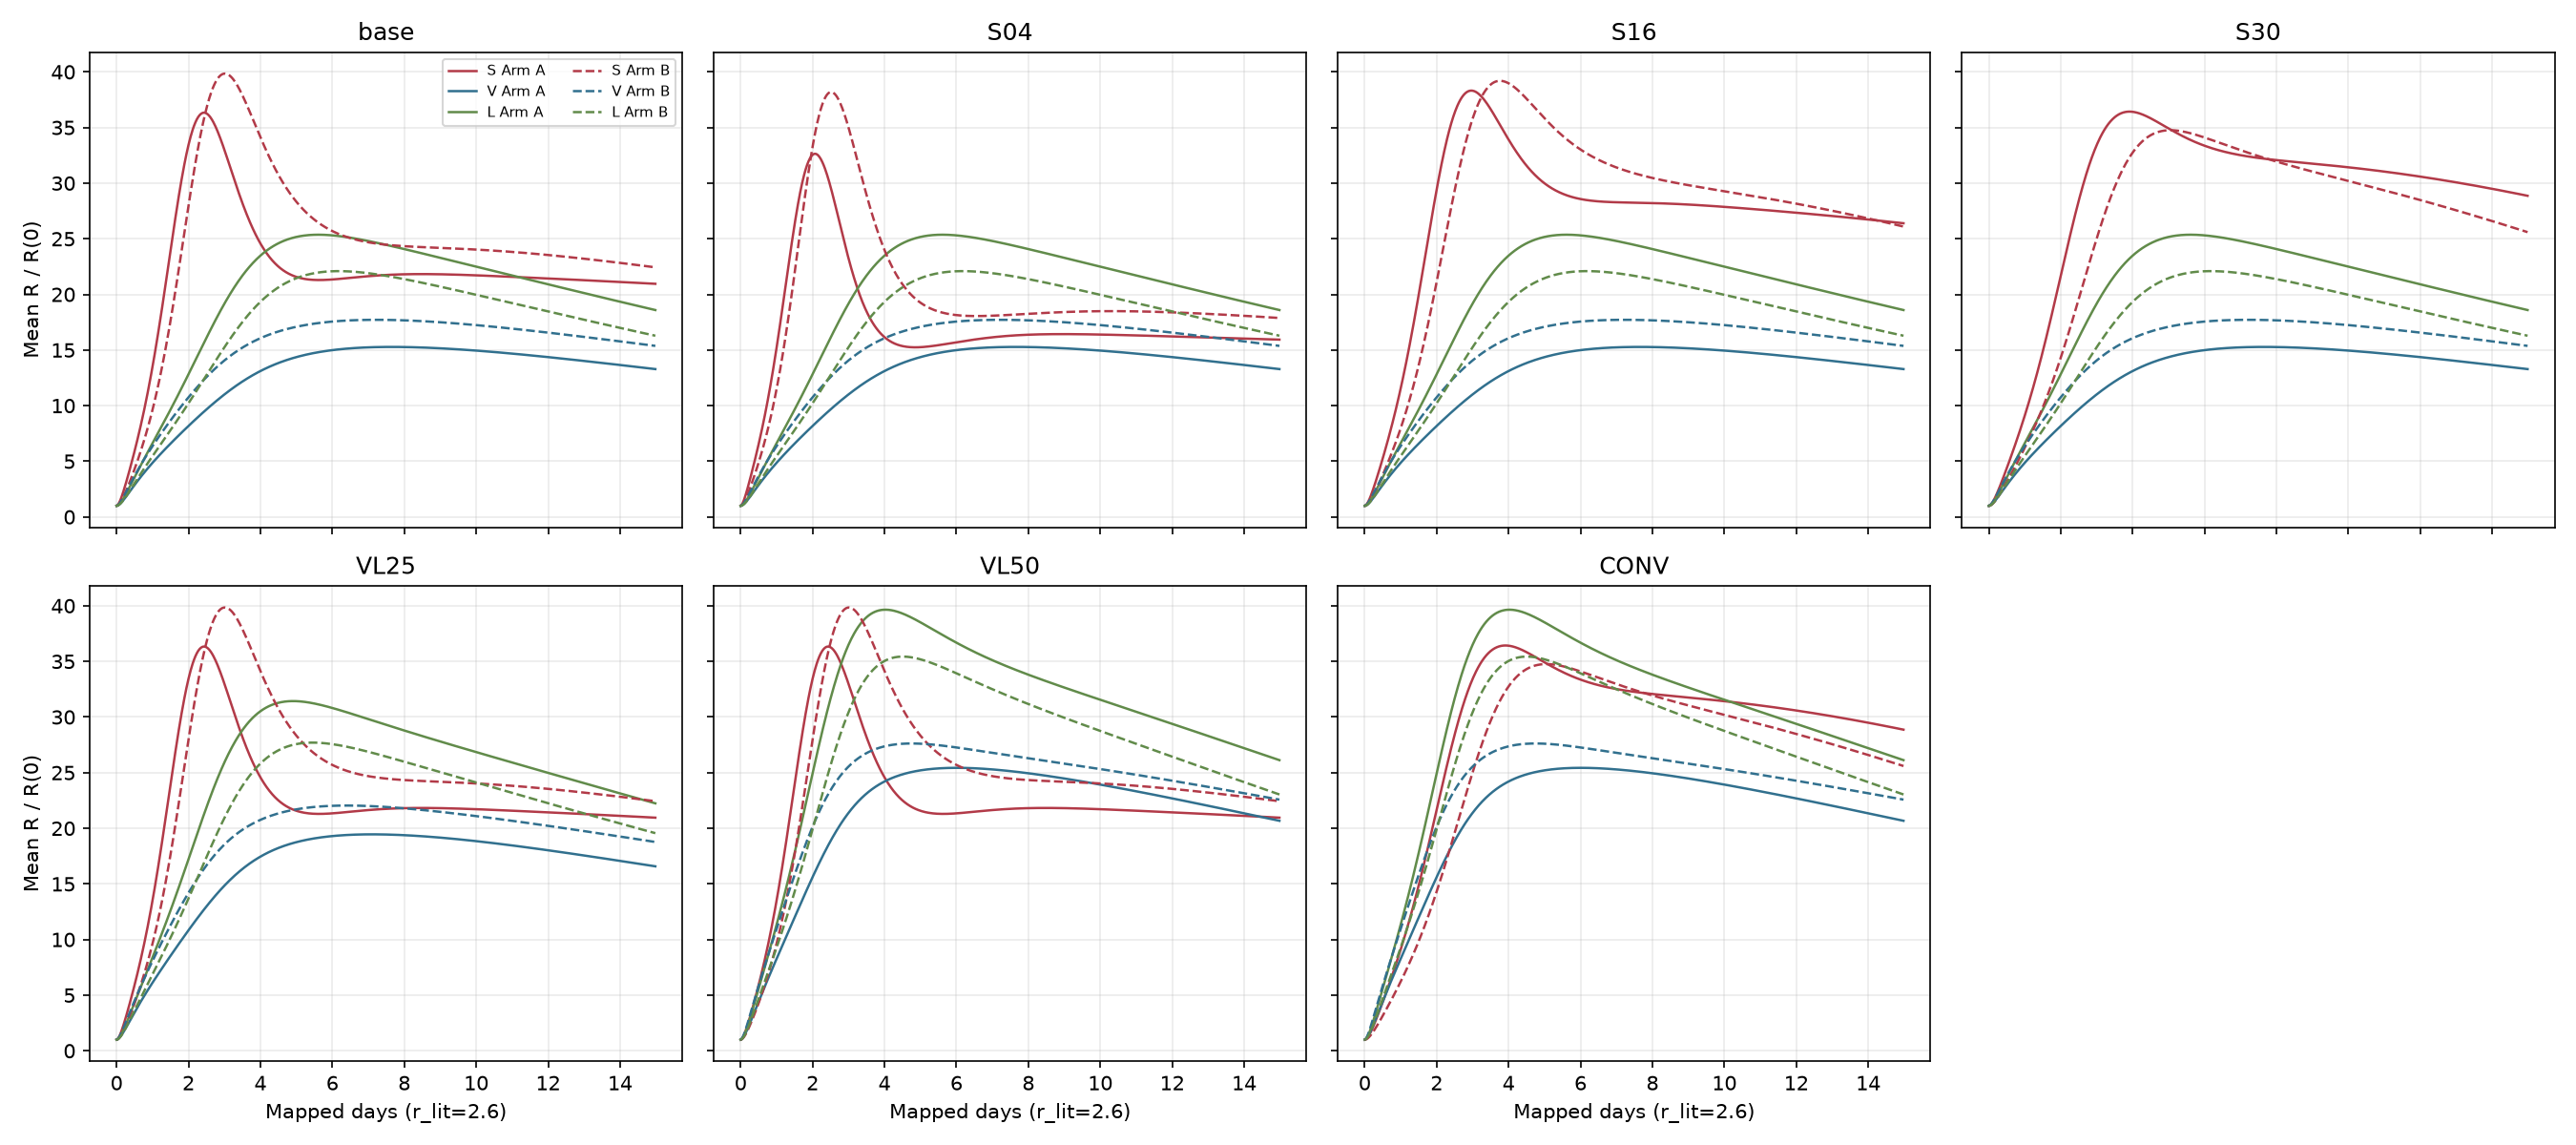 base
S04
S16
S30
40
35
30
25
20
15
10
5
0
Mean R / R(0)
S Arm A
V Arm A
L Arm A
S Arm B
V Arm B
L Arm B
VL25
VL50
CONV
40
35
30
25
20
15
10
5
0
Mean R / R(0)
0 2 4 6 8 10 12 14
0 2 4 6 8 10 12 14
0 2 4 6 8 10 12 14
Mapped days (r_lit=2.6)
Mapped days (r_lit=2.6)
Mapped days (r_lit=2.6)